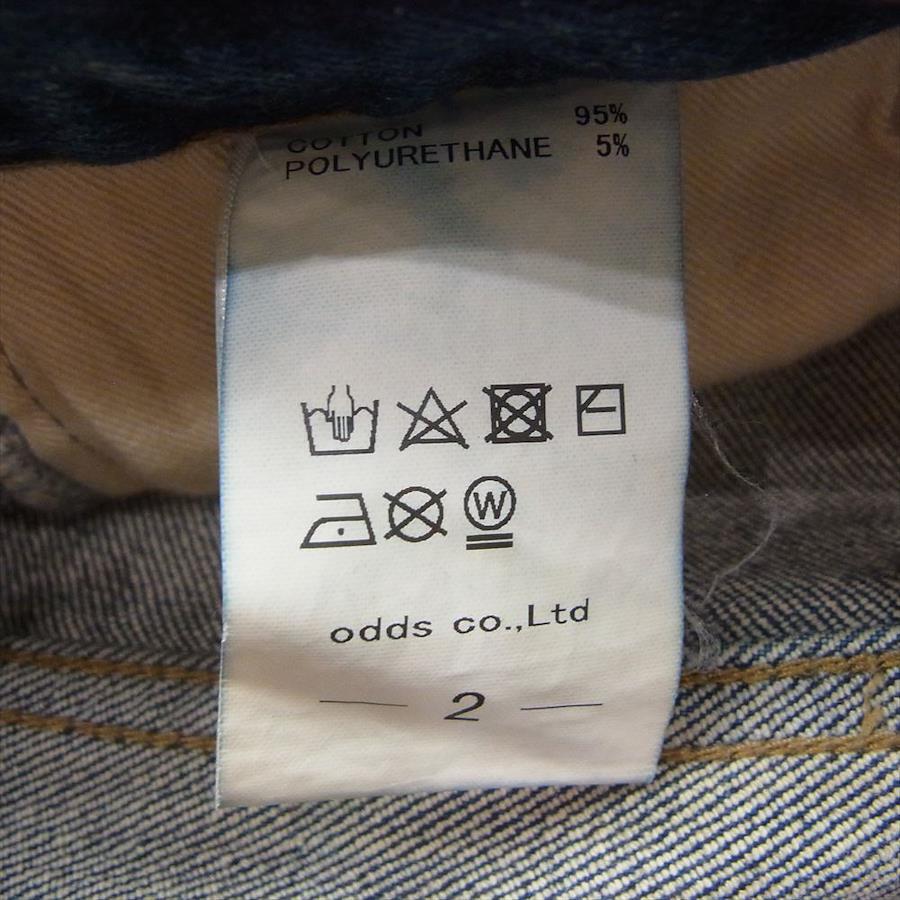 COTTON 95%
POLYURETHANE 5%
W
odds co.,Ltd
2